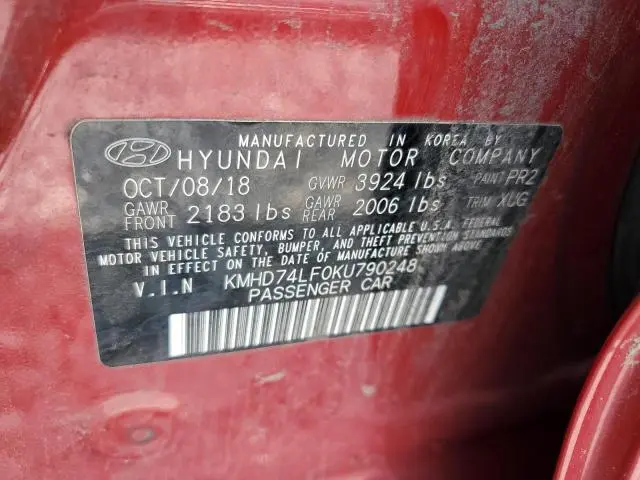 MANUFACTURED IN KOREA BY
HYUNDAI MOTOR COMPANY
OCT/08/18 GVWR 3924 lbs PAINT PR2
GAWR FRONT 2183 lbs GAWR REAR 2006 lbs TRIM XUG
THIS VEHICLE CONFORMS TO ALL APPLICABLE U.S.A. FEDERAL
MOTOR VEHICLE SAFETY, BUMPER, AND THEFT PREVENTION STANDARDS
IN EFFECT ON THE DATE OF MANUFACTURE SHOWN ABOVE.
V.I.N KMHD74LF0KU790248
PASSENGER CAR